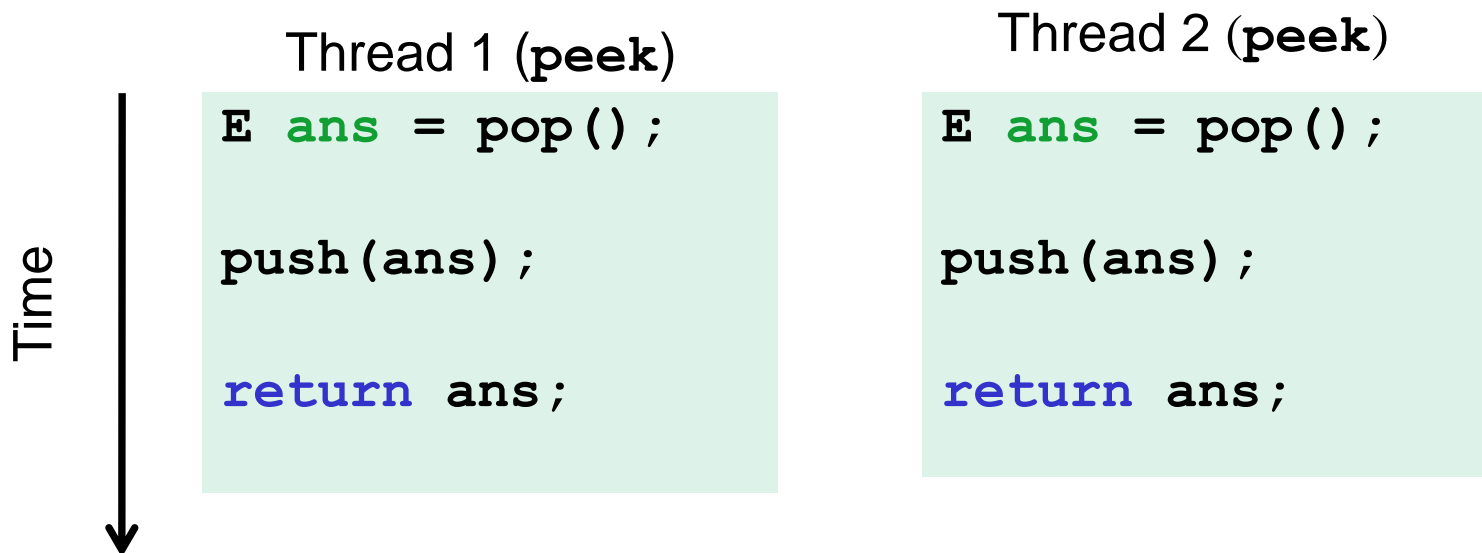 Time
Thread 1 (peek)
E ans = pop();
push(ans);
return ans;
Thread 2 (peek)
E ans = pop();
push(ans);
return ans;